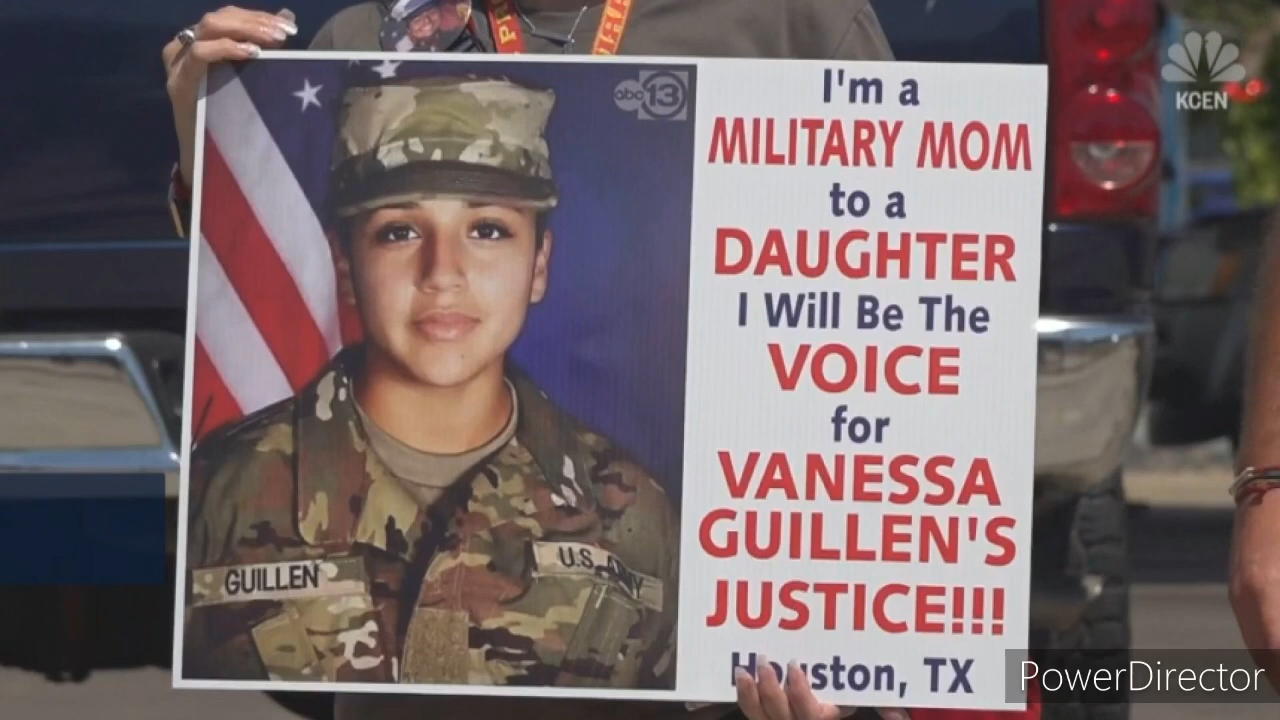 abc 13
KCEN
I'm a
MILITARY MOM
to a
DAUGHTER
I Will Be The
VOICE
for
VANESSA
GUILLEN'S
JUSTICE!!!
Houston, TX
GUILLEN
U.S. ARMY
PowerDirector